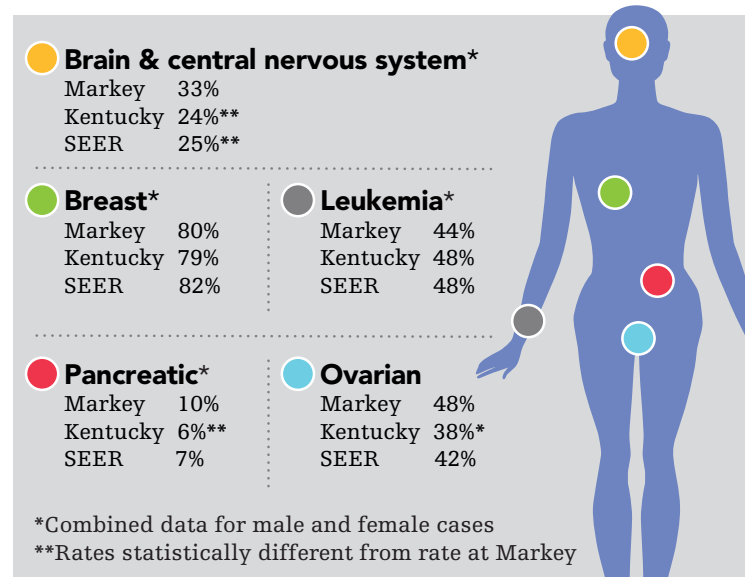 Brain & central nervous system*
Markey 33%
Kentucky 24%**
SEER 25%**
Breast*
Markey 80%
Kentucky 79%
SEER 82%
Leukemia*
Markey 44%
Kentucky 48%
SEER 48%
Pancreatic*
Markey 10%
Kentucky 6%**
SEER 7%
Ovarian
Markey 48%
Kentucky 38%*
SEER 42%
*Combined data for male and female cases
**Rates statistically different from rate at Markey